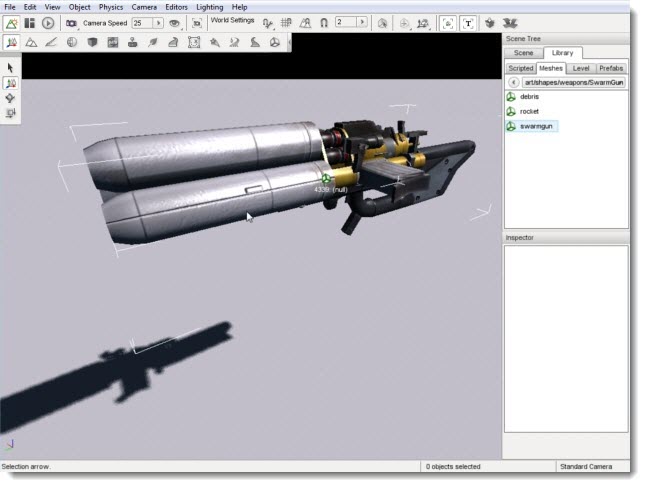 File Edit View Object Physics Camera Editors Lighting Help
Camera Speed 25 World Settings 2
Scene Tree
Scene Library
Scripted Meshes Level Prefabs
art/shapes/weapons/SwarmGun
debris
rocket
swarmgun
4339: (null)
Inspector
Selection arrow. 0 objects selected Standard Camera